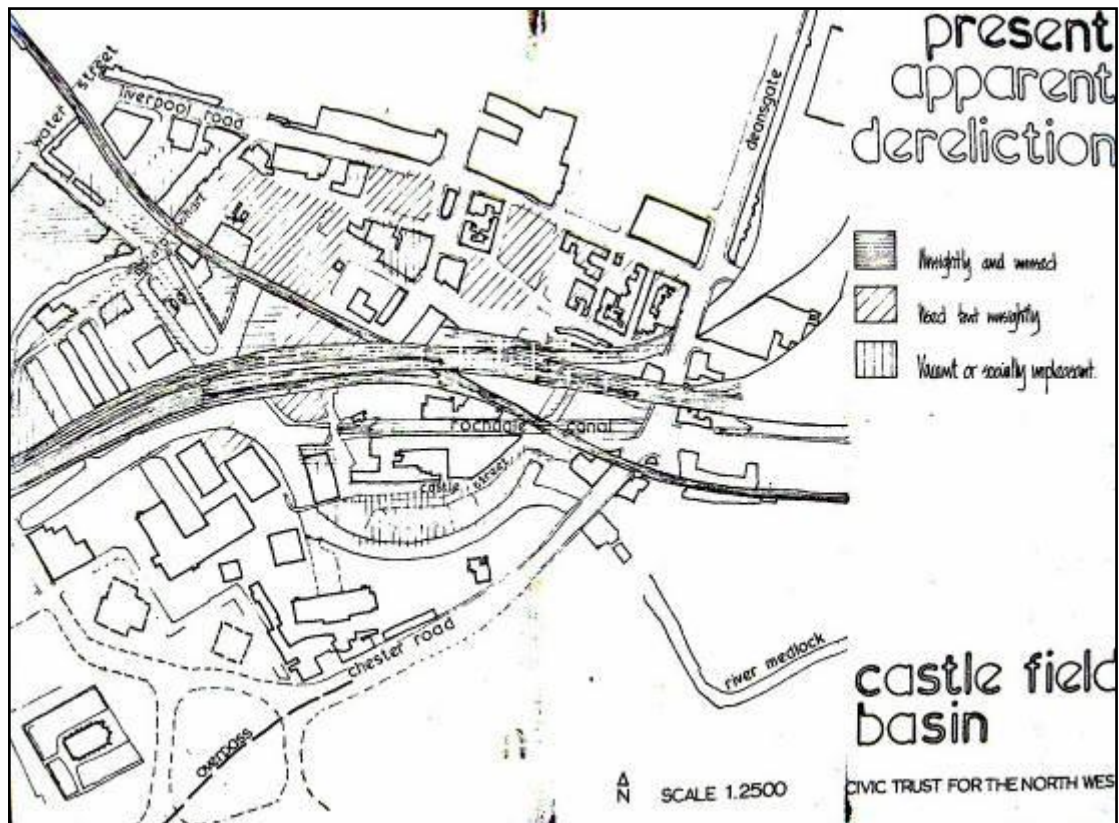 present
apparent
dereliction
Unsightly and unused
Used but unsightly
Vacant or socially unpleasant.
water street
liverpool road
deansgate
rochdale canal
castle street
chester road
river medlock
overpass
N
SCALE 1.2500
castle field
basin
CIVIC TRUST FOR THE NORTH WES